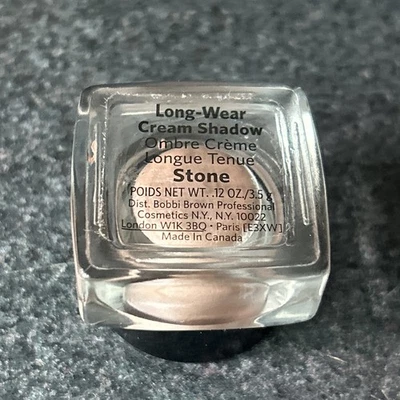 Long-Wear
Cream Shadow
Ombre Crème
Longue Tenue
Stone
POIDS NET WT. .12 OZ./3.5 g
Dist. Bobbi Brown Professional
Cosmetics N.Y., N.Y. 10022
London W1K 3BQ • Paris [E3XW]
Made In Canada